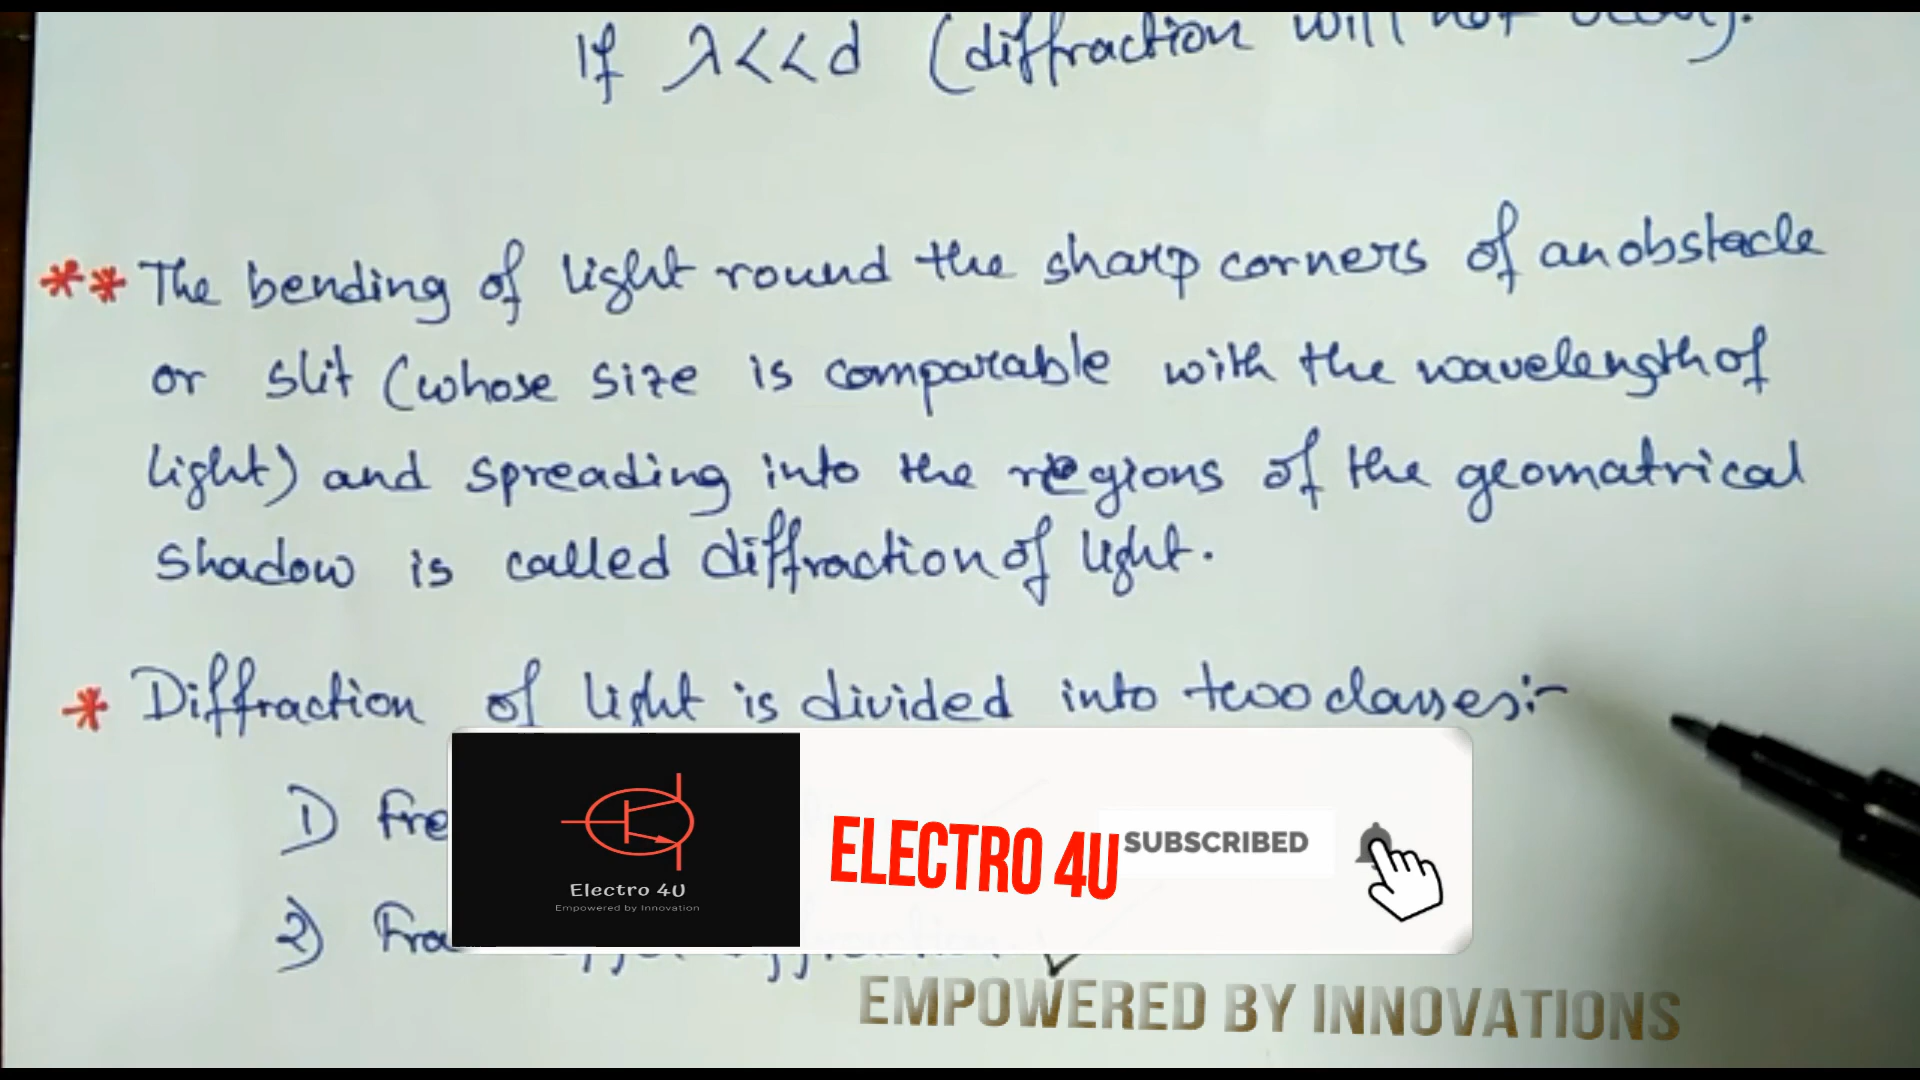 If λ<<d (diffraction will not
** The bending of light round the sharp corners of an obstacle
or slit (whose size is comparable with the wavelength of
light) and spreading into the regions of the geomatrical
shadow is called diffraction of light.
* Diffraction of light is divided into two classes:-
1) Fre
2) Fra
Electro 4U
Empowered by Innovation
ELECTRO 4U
SUBSCRIBED
EMPOWERED BY INNOVATIONS